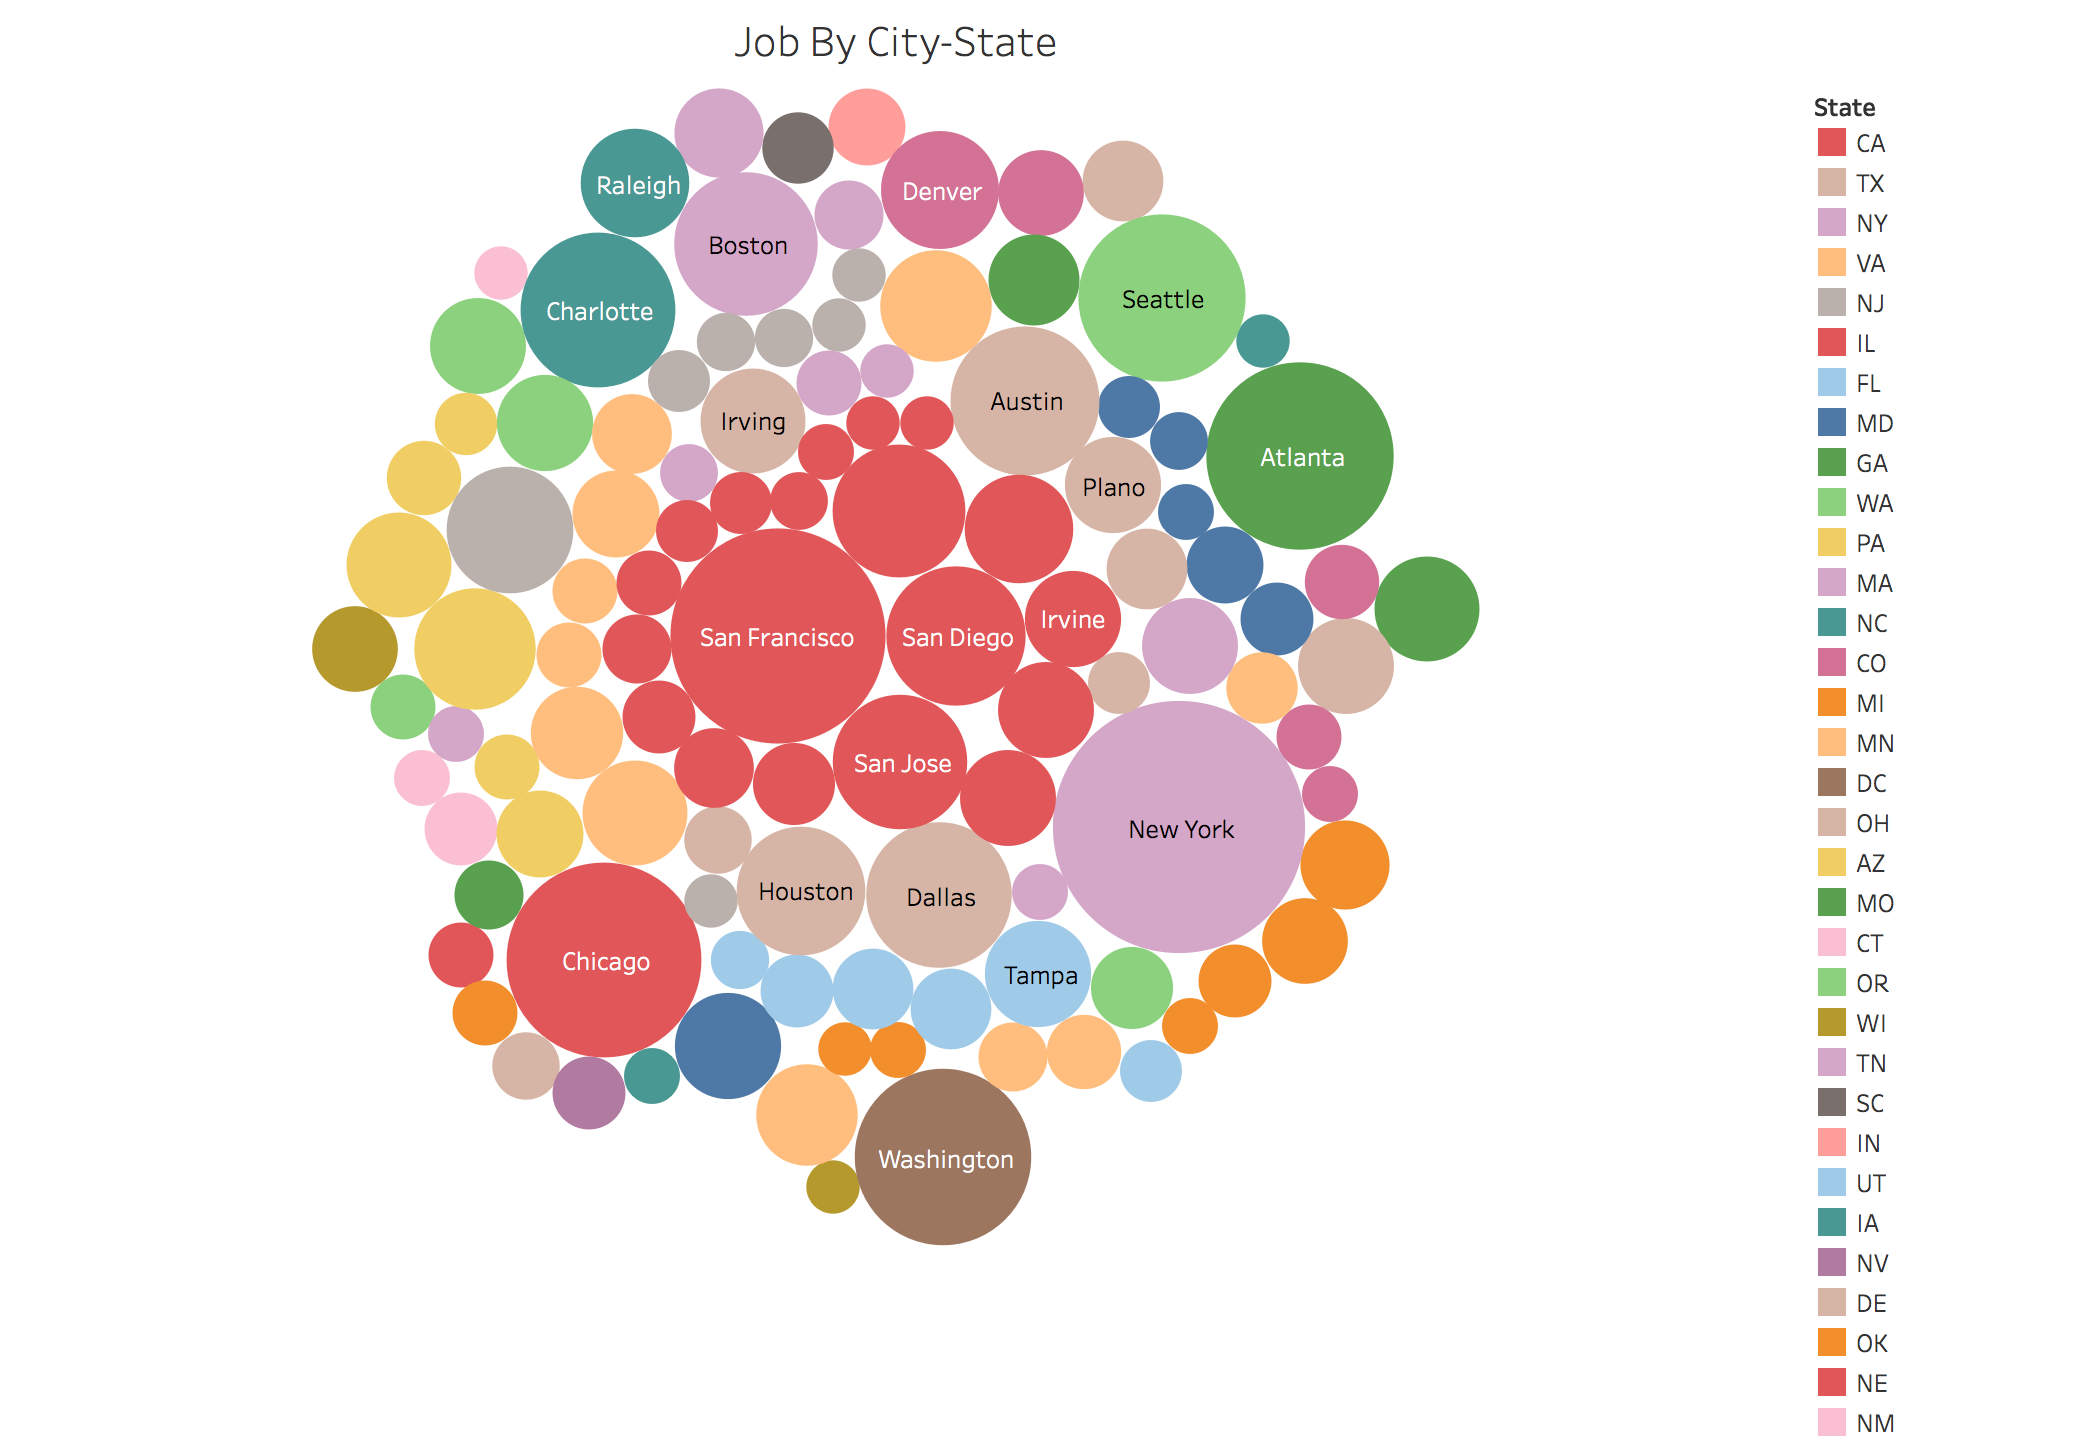 Job By City-State
Raleigh
Denver
Boston
Seattle
Charlotte
Austin
Irving
Atlanta
Plano
Irvine
San Francisco
San Diego
San Jose
New York
Houston
Dallas
Chicago
Tampa
Washington
State
CA
TX
NY
VA
NJ
IL
FL
MD
GA
WA
PA
MA
NC
CO
MI
MN
DC
OH
AZ
MO
CT
OR
WI
TN
SC
IN
UT
IA
NV
DE
OK
NE
NM